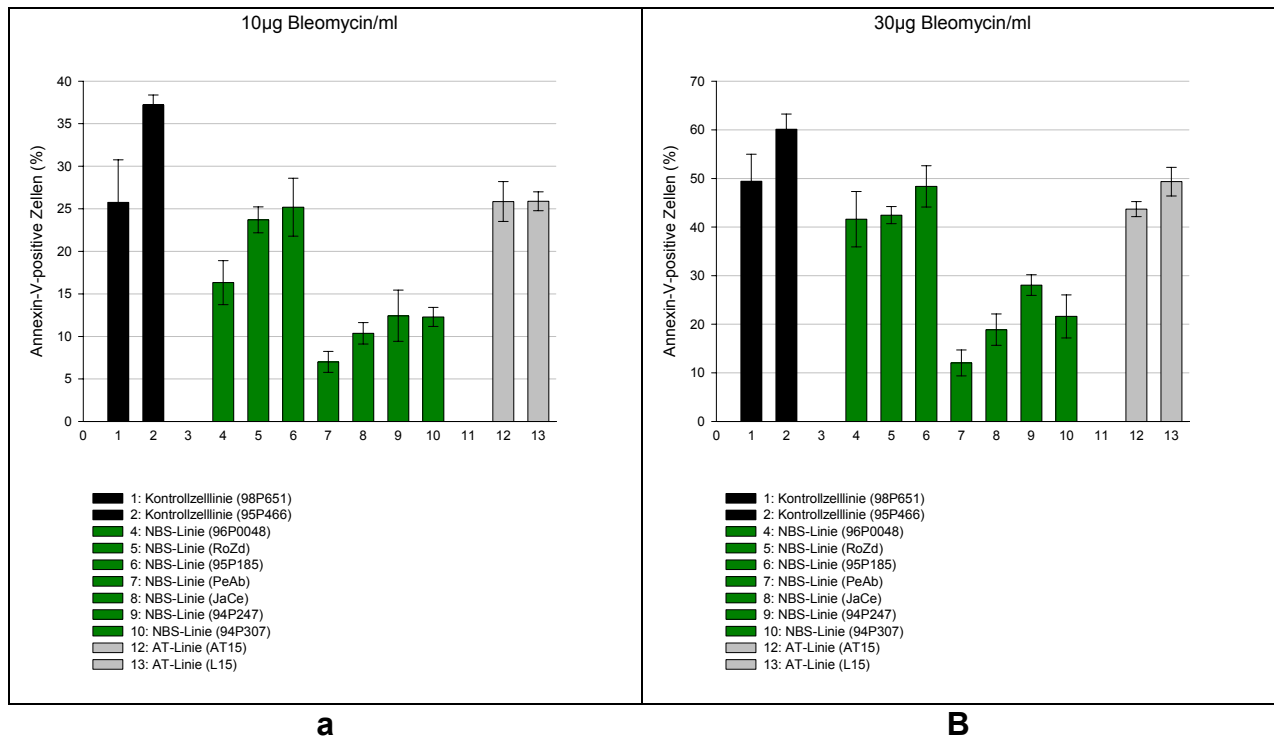 10µg Bleomycin/ml
Annexin-V-positive Zellen (%)
40
35
30
25
20
15
10
5
0
0 1 2 3 4 5 6 7 8 9 10 11 12 13
1: Kontrollzelllinie (98P651)
2: Kontrollzelllinie (95P466)
4: NBS-Linie (96P0048)
5: NBS-Linie (RoZd)
6: NBS-Linie (95P185)
7: NBS-Linie (PeAb)
8: NBS-Linie (JaCe)
9: NBS-Linie (94P247)
10: NBS-Linie (94P307)
12: AT-Linie (AT15)
13: AT-Linie (L15)
a
30µg Bleomycin/ml
Annexin-V-positive Zellen (%)
70
60
50
40
30
20
10
0
0 1 2 3 4 5 6 7 8 9 10 11 12 13
1: Kontrollzelllinie (98P651)
2: Kontrollzelllinie (95P466)
4: NBS-Linie (96P0048)
5: NBS-Linie (RoZd)
6: NBS-Linie (95P185)
7: NBS-Linie (PeAb)
8: NBS-Linie (JaCe)
9: NBS-Linie (94P247)
10: NBS-Linie (94P307)
12: AT-Linie (AT15)
13: AT-Linie (L15)
B